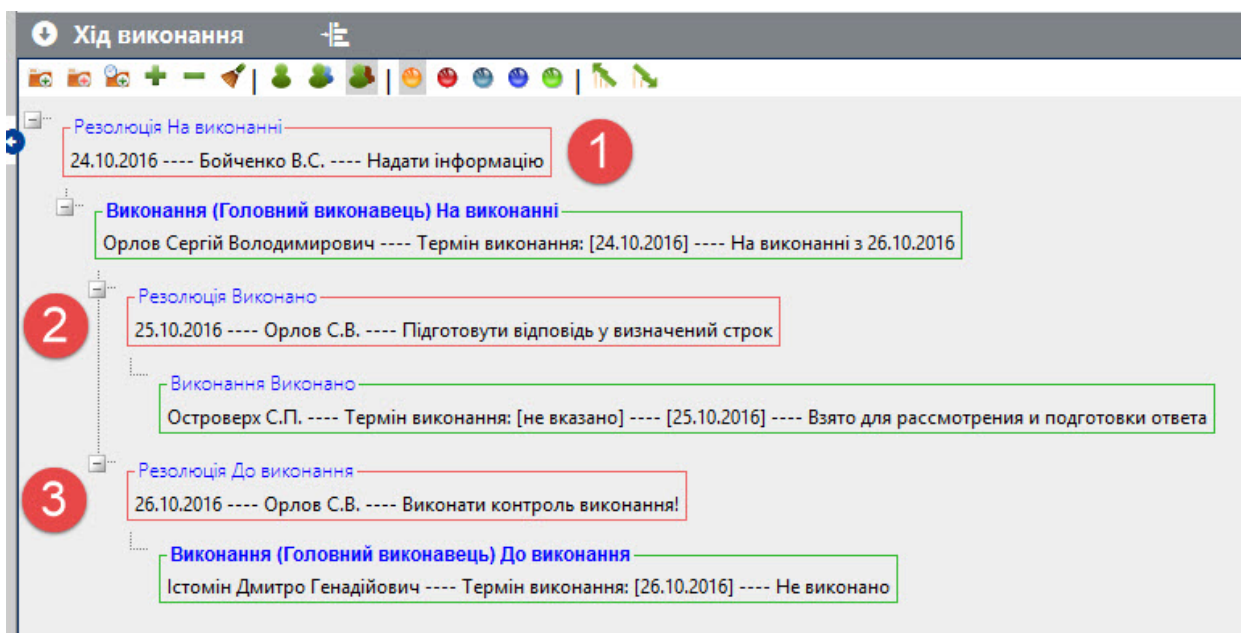 Хід виконання
Резолюція На виконанні
24.10.2016 ---- Бойченко В.С. ---- Надати інформацію
1
Виконання (Головний виконавець) На виконанні
Орлов Сергій Володимирович ---- Термін виконання: [24.10.2016] ---- На виконанні з 26.10.2016
Резолюція Виконано
2
25.10.2016 ---- Орлов С.В. ---- Підготовути відповідь у визначений строк
Виконання Виконано
Островерх С.П. ---- Термін виконання: [не вказано] ---- [25.10.2016] ---- Взято для рассмотрения и подготовки ответа
Резолюція До виконання
3
26.10.2016 ---- Орлов С.В. ---- Виконати контроль виконання!
Виконання (Головний виконавець) До виконання
Істомін Дмитро Генадійович ---- Термін виконання: [26.10.2016] ---- Не виконано